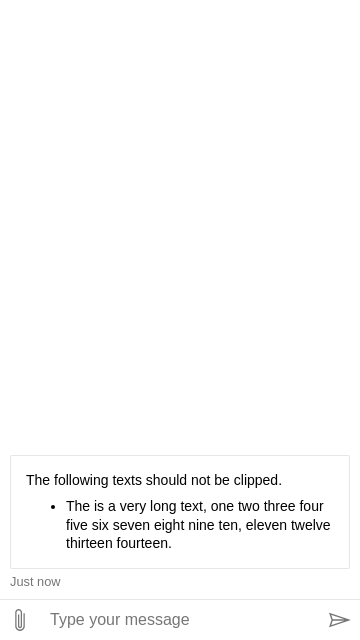 The following texts should not be clipped.
• The is a very long text, one two three four
five six seven eight nine ten, eleven twelve
thirteen fourteen.
Just now
Type your message